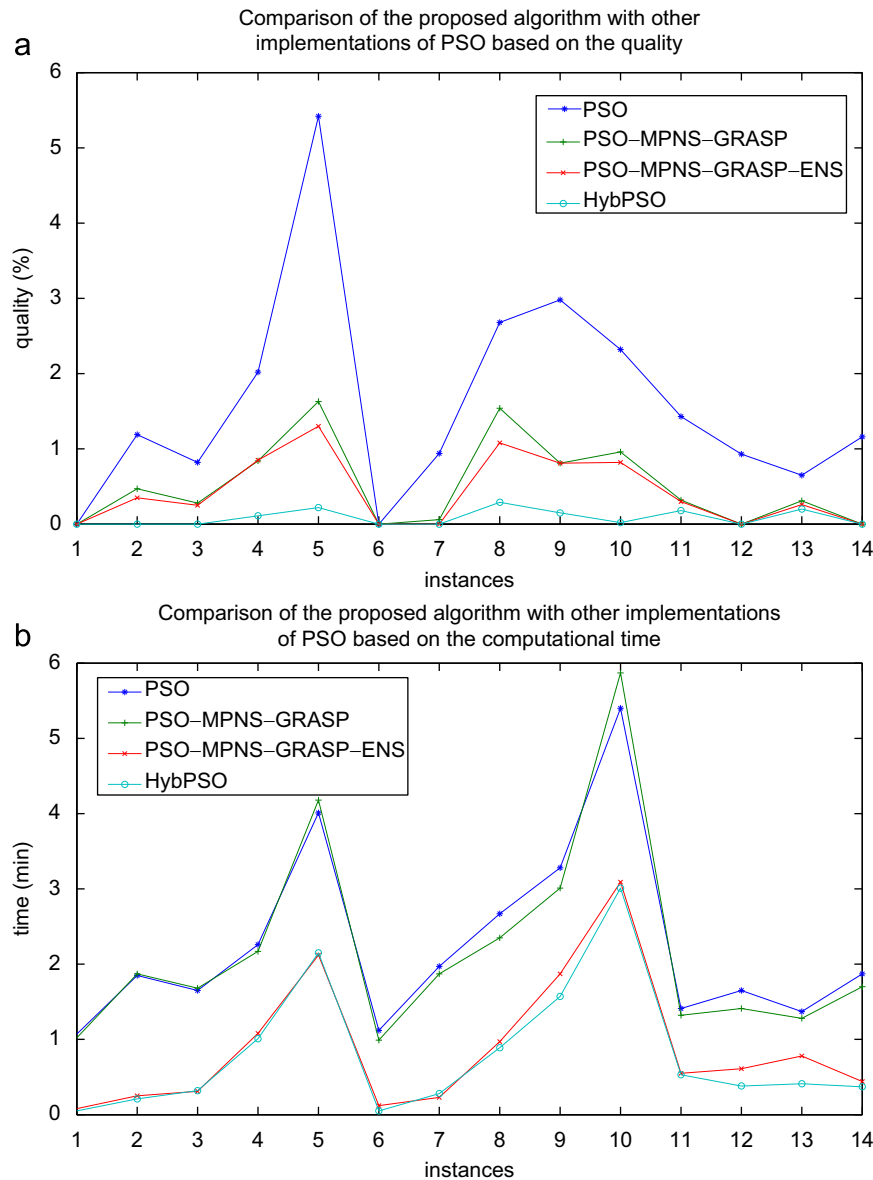 a
Comparison of the proposed algorithm with other
implementations of PSO based on the quality
6
5
4
3
2
1
0
quality (%)
PSO
PSO–MPNS–GRASP
PSO–MPNS–GRASP–ENS
HybPSO
1 2 3 4 5 6 7 8 9 10 11 12 13 14
instances
b
Comparison of the proposed algorithm with other implementations
of PSO based on the computational time
6
5
4
3
2
1
0
time (min)
PSO
PSO–MPNS–GRASP
PSO–MPNS–GRASP–ENS
HybPSO
1 2 3 4 5 6 7 8 9 10 11 12 13 14
instances